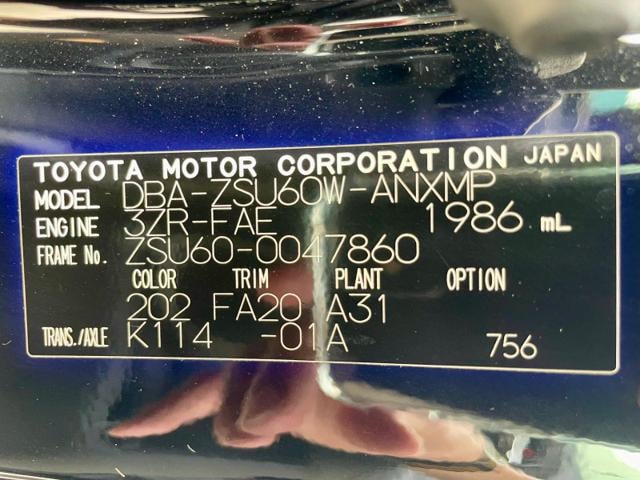 TOYOTA MOTOR CORPORATION JAPAN
MODEL DBA-ZSU60W-ANXMP
ENGINE 3ZR-FAE 1986 mL
FRAME No. ZSU60-0047860
COLOR TRIM PLANT OPTION
202 FA20 A31
TRANS./AXLE K114 -01A 756